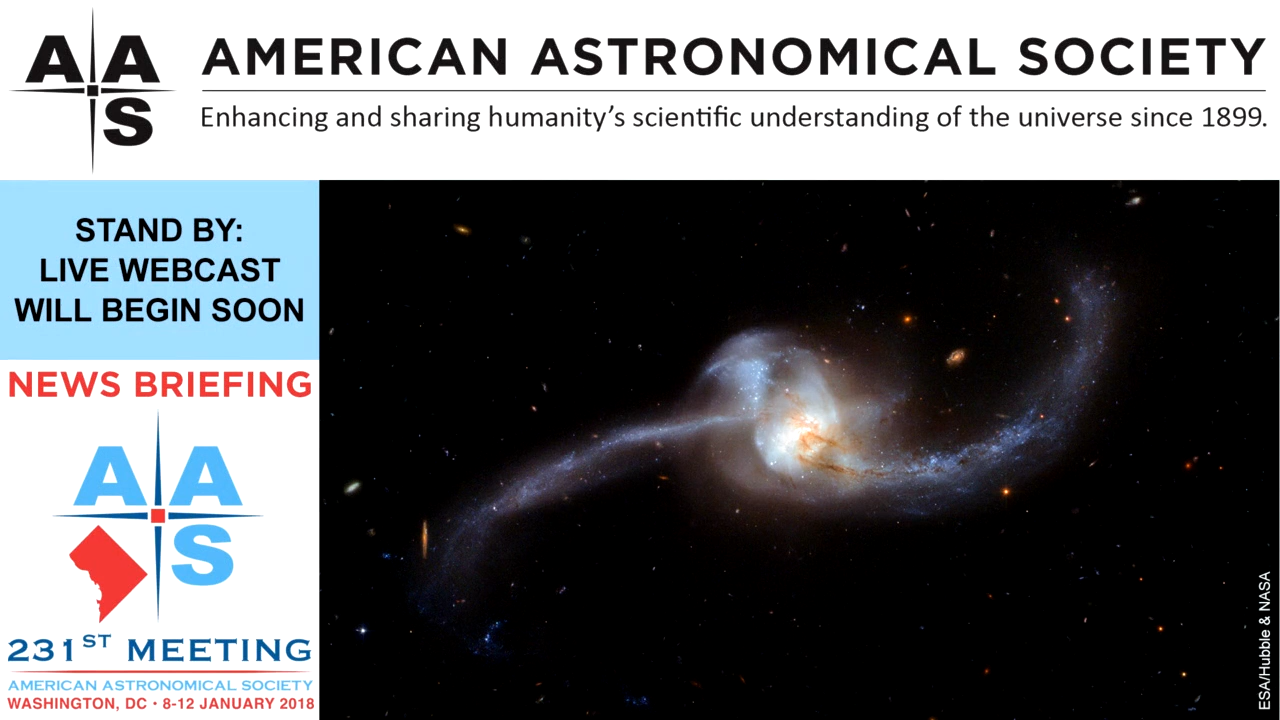 AAS
AMERICAN ASTRONOMICAL SOCIETY
Enhancing and sharing humanity’s scientific understanding of the universe since 1899.
STAND BY:
LIVE WEBCAST
WILL BEGIN SOON
NEWS BRIEFING
AAS
231ST MEETING
AMERICAN ASTRONOMICAL SOCIETY
WASHINGTON, DC • 8-12 JANUARY 2018
ESA/Hubble & NASA